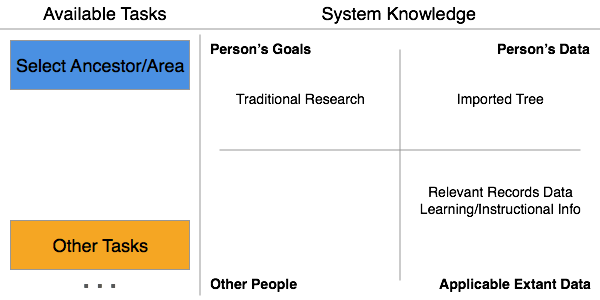 Available Tasks
System Knowledge
Select Ancestor/Area
Person's Goals
Person's Data
Traditional Research
Imported Tree
Relevant Records Data
Learning/Instructional Info
Other Tasks
...
Other People
Applicable Extant Data